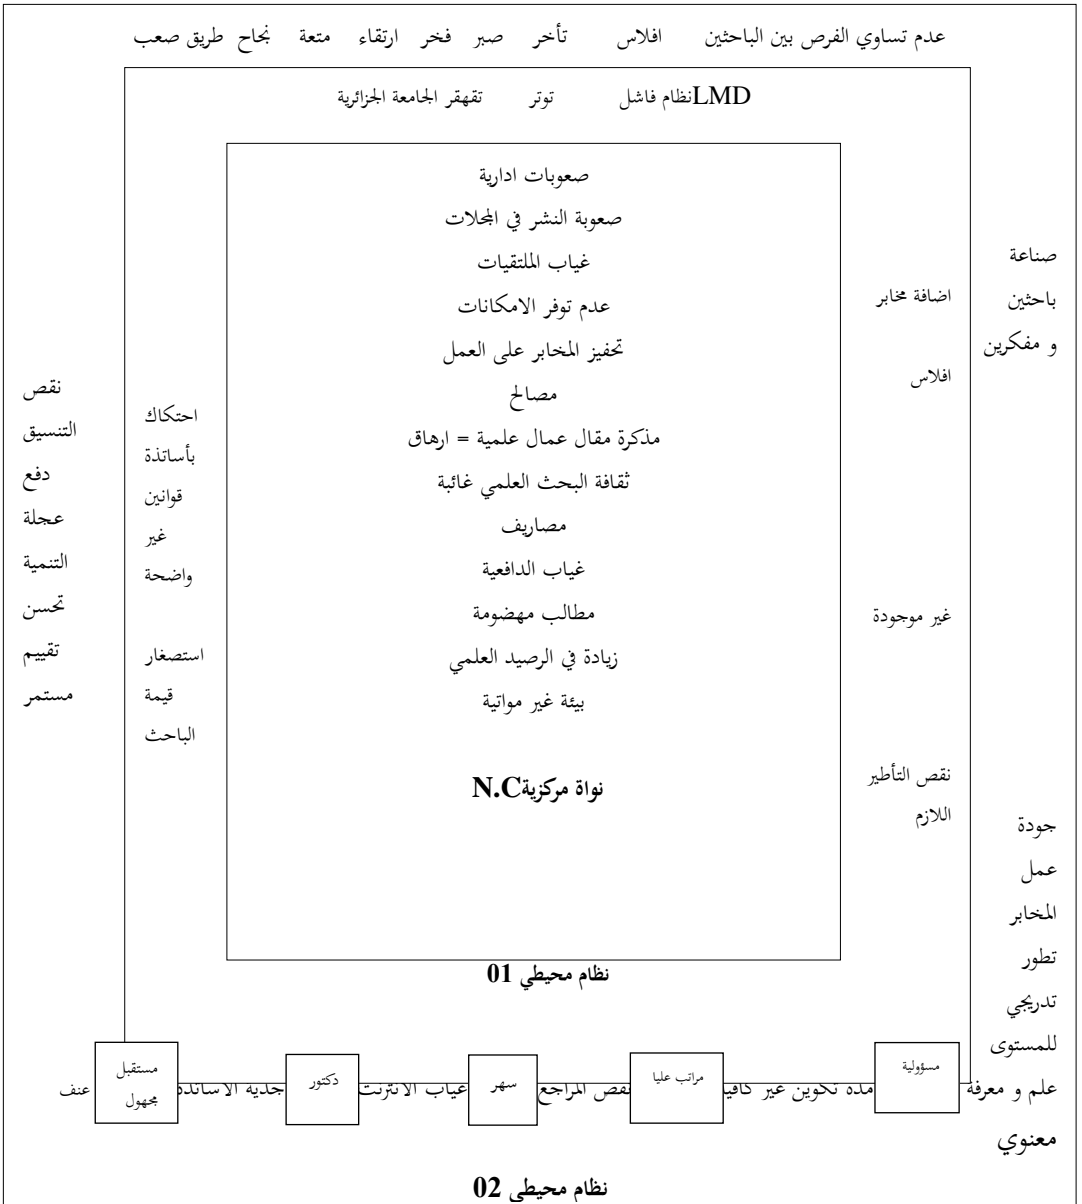 عدم تساوي الفرص بين الباحثين افلاس تأخر صبر فخر ارتقاء متعة نجاح طريق صعب
LMDنظام فاشل توتر تقهقر الجامعة الجزائرية
صعوبات ادارية
صعوبة النشر في المجلات
غياب الملتقيات
عدم توفر الامكانات
تحفيز المخابر على العمل
مصالح
مذكرة مقال عمال علمية = ارهاق
ثقافة البحث العلمي غائبة
مصاريف
غياب الدافعية
مطالب مهضومة
زيادة في الرصيد العلمي
بيئة غير مواتية
نواة مركزيةN.C
صناعة
باحثين
و مفكرين
اضافة مخابر
افلاس
غير موجودة
نقص التأطير
اللازم
احتكاك
بأساتذة
قوانين
غير
واضحة
استصغار
قيمة
الباحث
نقص
التنسيق
دفع
عجلة
التنمية
تحسن
تقييم
مستمر
جودة
عمل
المخابر
تطور
تدريجي
للمستوى
نظام محيطي 01
مسؤولية
مراتب عليا
سهر
دكتور
مستقبل
مجهول
علم و معرفة مدة تكوين غير نقص المراجع غياب الانترنت جدية الاساتذة عنف
معنوي
نظام محيطي 02